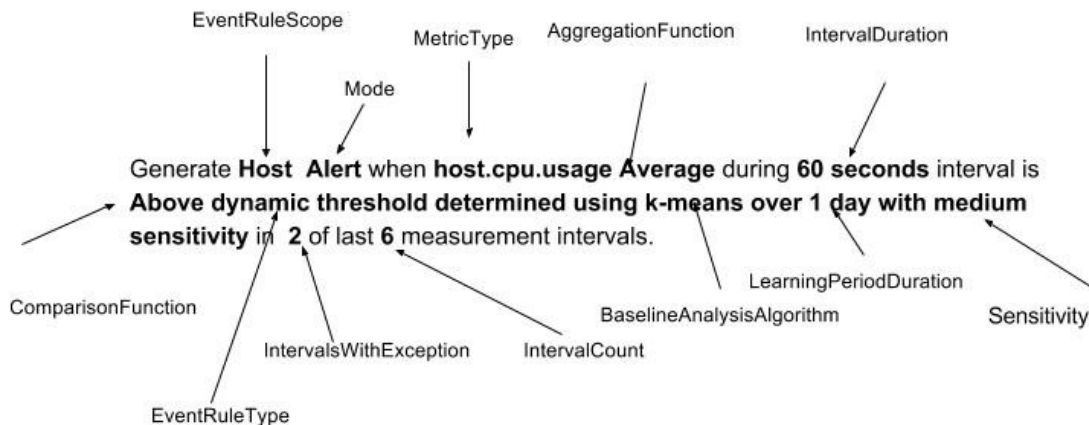 EventRuleScope
MetricType
AggregationFunction
IntervalDuration
Mode
Generate Host Alert when host.cpu.usage Average during 60 seconds interval is
Above dynamic threshold determined using k-means over 1 day with medium
sensitivity in 2 of last 6 measurement intervals.
ComparisonFunction
IntervalsWithException
IntervalCount
BaselineAnalysisAlgorithm
LearningPeriodDuration
Sensitivity
EventRuleType